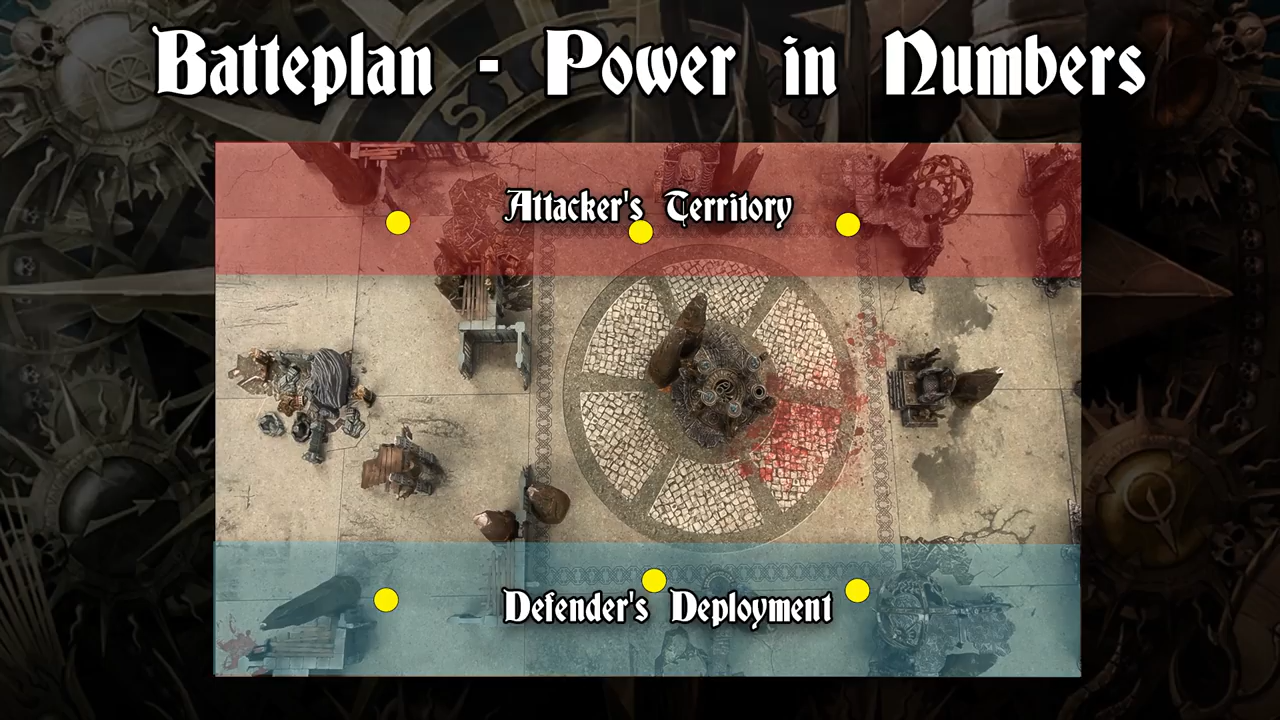 Batteplan - Power in Numbers
Attacker's Territory
Defender's Deployment